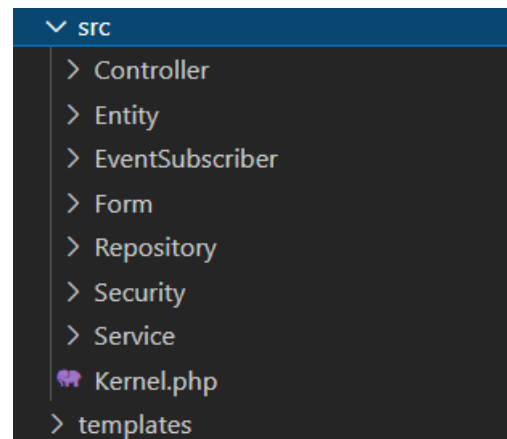 src
Controller
Entity
EventSubscriber
Form
Repository
Security
Service
Kernel.php
templates